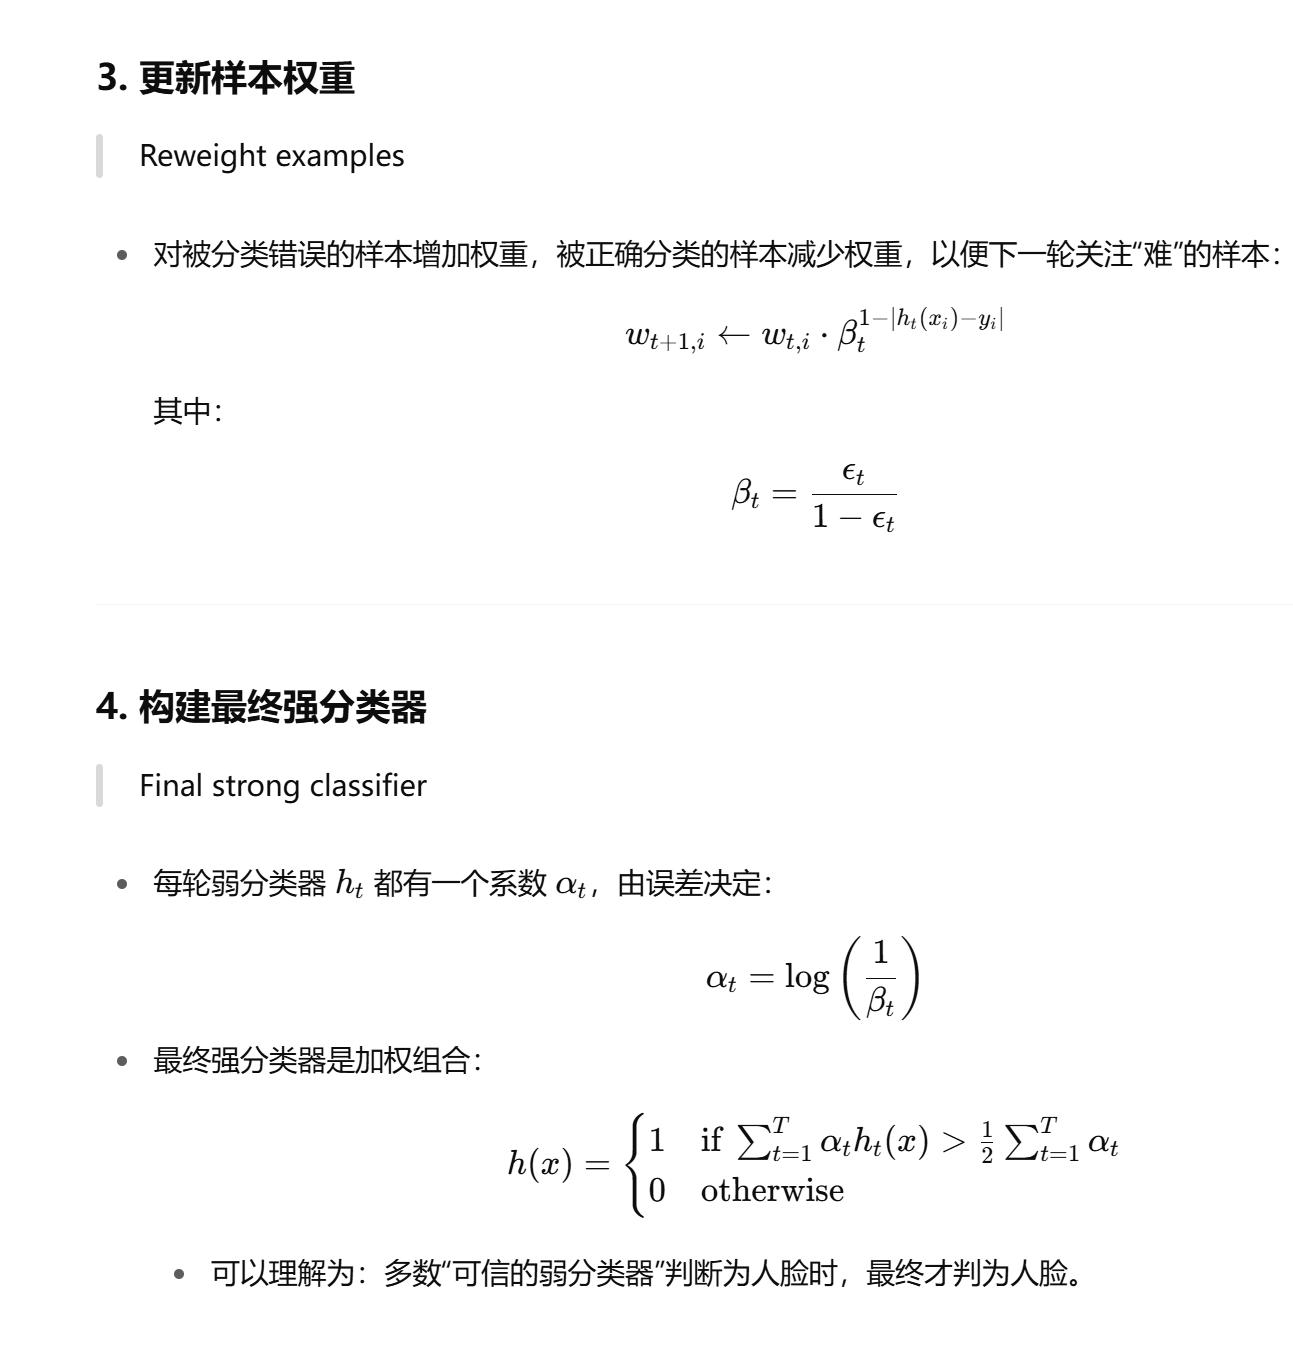 3. 更新样本权重
Reweight examples
对被分类错误的样本增加权重，被正确分类的样本减少权重，以便下一轮关注“难”的样本：
$w_{t+1,i} \leftarrow w_{t,i} \cdot \beta_t^{1-|h_t(x_i)-y_i|}$
其中：
$\beta_t = \frac{\epsilon_t}{1-\epsilon_t}$
4. 构建最终强分类器
Final strong classifier
每轮弱分类器 $h_t$ 都有一个系数 $\alpha_t$，由误差决定：
$\alpha_t = \log\left(\frac{1}{\beta_t}\right)$
最终强分类器是加权组合：
$h(x) = \begin{cases} 1 & \text{if } \sum_{t=1}^{T} \alpha_t h_t(x) > \frac{1}{2} \sum_{t=1}^{T} \alpha_t \\ 0 & \text{otherwise} \end{cases}$
可以理解为：多数“可信的弱分类器”判断为人脸时，最终才判为人脸。